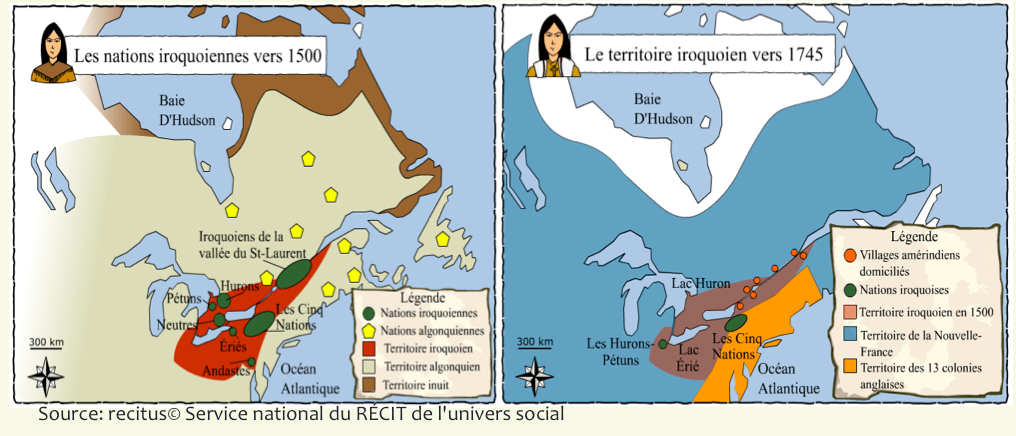 Les nations iroquoiennes vers 1500
Baie
D'Hudson
Iroquoiens de la
vallée du St-Laurent
Hurons
Pétuns
Neutres
Ériés
Andastes
Les Cinq
Nations
Océan
Atlantique
300 km
Légende
Nations iroquoiennes
Nations algonquiennes
Territoire iroquoien
Territoire algonquien
Territoire inuit
Le territoire iroquoien vers 1745
Baie
D'Hudson
Lac Huron
Les Hurons-
Pétuns
Lac
Érié
Les Cinq
Nations
Océan
Atlantique
300 km
Légende
Villages amérindiens
domiciliés
Nations iroquoises
Territoire iroquoien en 1500
Territoire de la Nouvelle-
France
Territoire des 13 colonies
anglaises
Source: recitus© Service national du RÉCIT de l'univers social